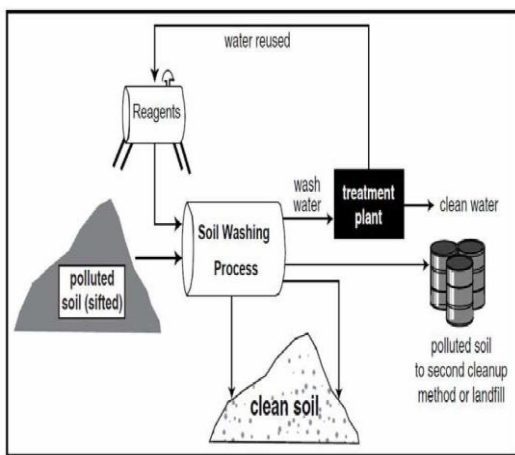 water reused
Reagents
wash
water
treatment
plant
clean water
Soil Washing
Process
polluted
soil (sifted)
polluted soil
to second cleanup
method or landfill
clean soil